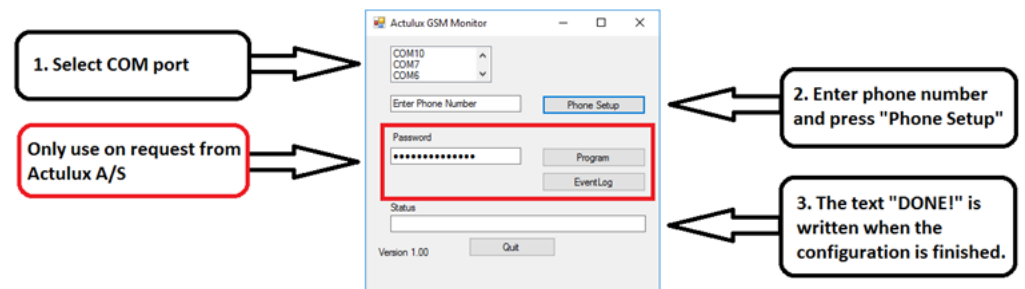 Actulux GSM Monitor
1. Select COM port
COM10
COM7
COM6
Enter Phone Number
Phone Setup
2. Enter phone number
and press "Phone Setup"
Only use on request from
Actulux A/S
Password
••••••••••••••
Program
EventLog
Status
3. The text "DONE!" is
written when the
configuration is finished.
Version 1.00
Quit